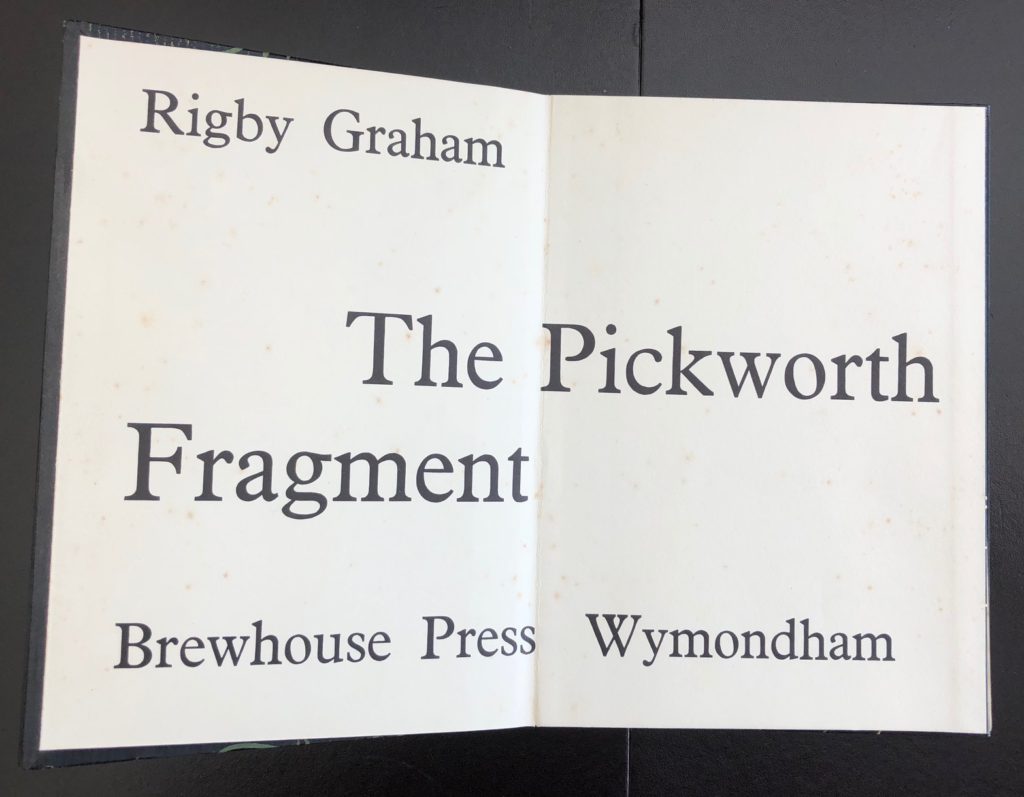 Rigby Graham
The Pickworth
Fragment
Brewhouse Press Wymondham